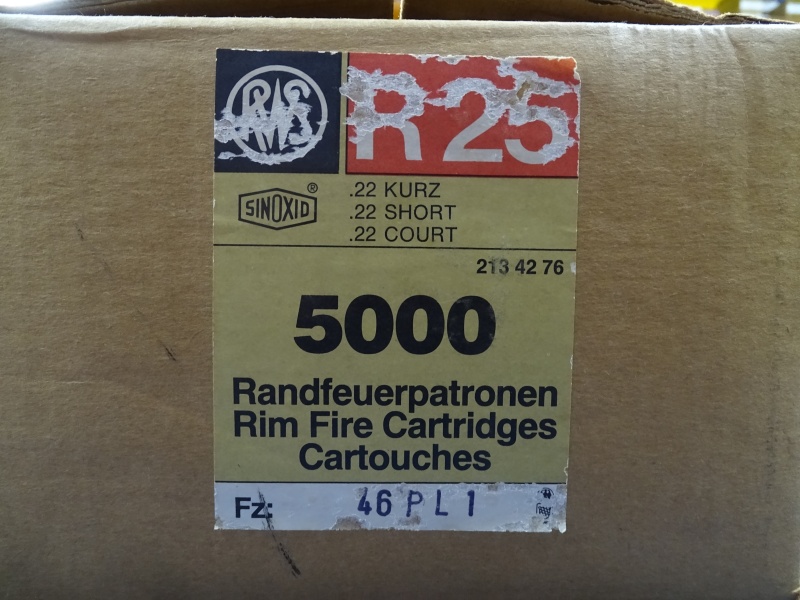 RWS
R 25
SINOXID®
.22 KURZ
.22 SHORT
.22 COURT
213 42 76
5000
Randfeuerpatronen
Rim Fire Cartridges
Cartouches
Fz: 46 P L 1